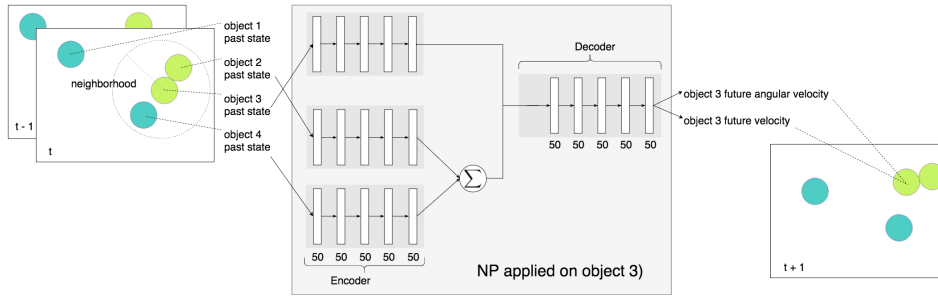 t - 1
t
neighborhood
object 1
past state
object 2
past state
object 3
past state
object 4
past state
50 50 50 50 50
Encoder
Σ
Decoder
50 50 50 50 50
NP applied on object 3)
object 3 future angular velocity
object 3 future velocity
t + 1